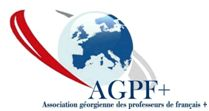 AGPF+
Association géorgienne des professeurs de français +